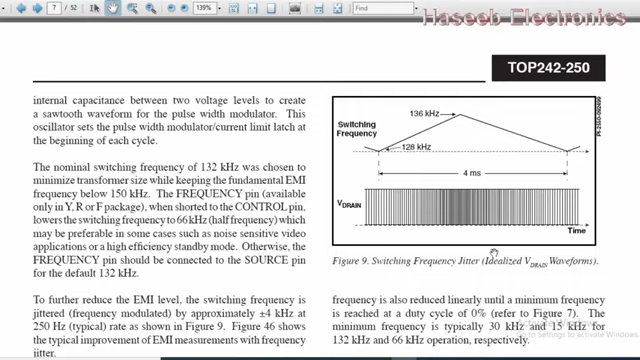 7 / 52
139%
Find
Haseeb Electronics
TOP242-250
internal capacitance between two voltage levels to create
a sawtooth waveform for the pulse width modulator. This
oscillator sets the pulse width modulator/current limit latch at
the beginning of each cycle.
The nominal switching frequency of 132 kHz was chosen to
minimize transformer size while keeping the fundamental EMI
frequency below 150 kHz. The FREQUENCY pin (available
only in Y, R or F package), when shorted to the CONTROL pin,
lowers the switching frequency to 66 kHz (half frequency) which
may be preferable in some cases such as noise sensitive video
applications or a high efficiency standby mode. Otherwise, the
FREQUENCY pin should be connected to the SOURCE pin
for the default 132 kHz.
To further reduce the EMI level, the switching frequency is
jittered (frequency modulated) by approximately ±4 kHz at
250 Hz (typical) rate as shown in Figure 9. Figure 46 shows
the typical improvement of EMI measurements with frequency
jitter.
136 kHz
Switching
Frequency
128 kHz
4 ms
VDRAIN
Time
Figure 9. Switching Frequency Jitter (Idealized VDRAIN Waveforms).
frequency is also reduced linearly until a minimum frequency
is reached at a duty cycle of 0% (refer to Figure 7). The
minimum frequency is typically 30 kHz and 15 kHz for
132 kHz and 66 kHz operation, respectively.
Activate Windows
Go to Settings to activate Windows.